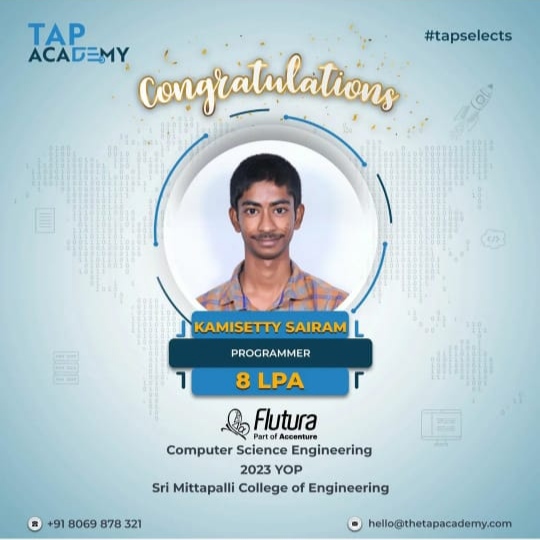 TAP
ACADEMY
#tapselects
Congratulations
KAMISETTY SAIRAM
PROGRAMMER
8 LPA
Flutura
Part of Accenture
Computer Science Engineering
2023 YOP
Sri Mittapalli College of Engineering
+91 8069 878 321
hello@thetapacademy.com